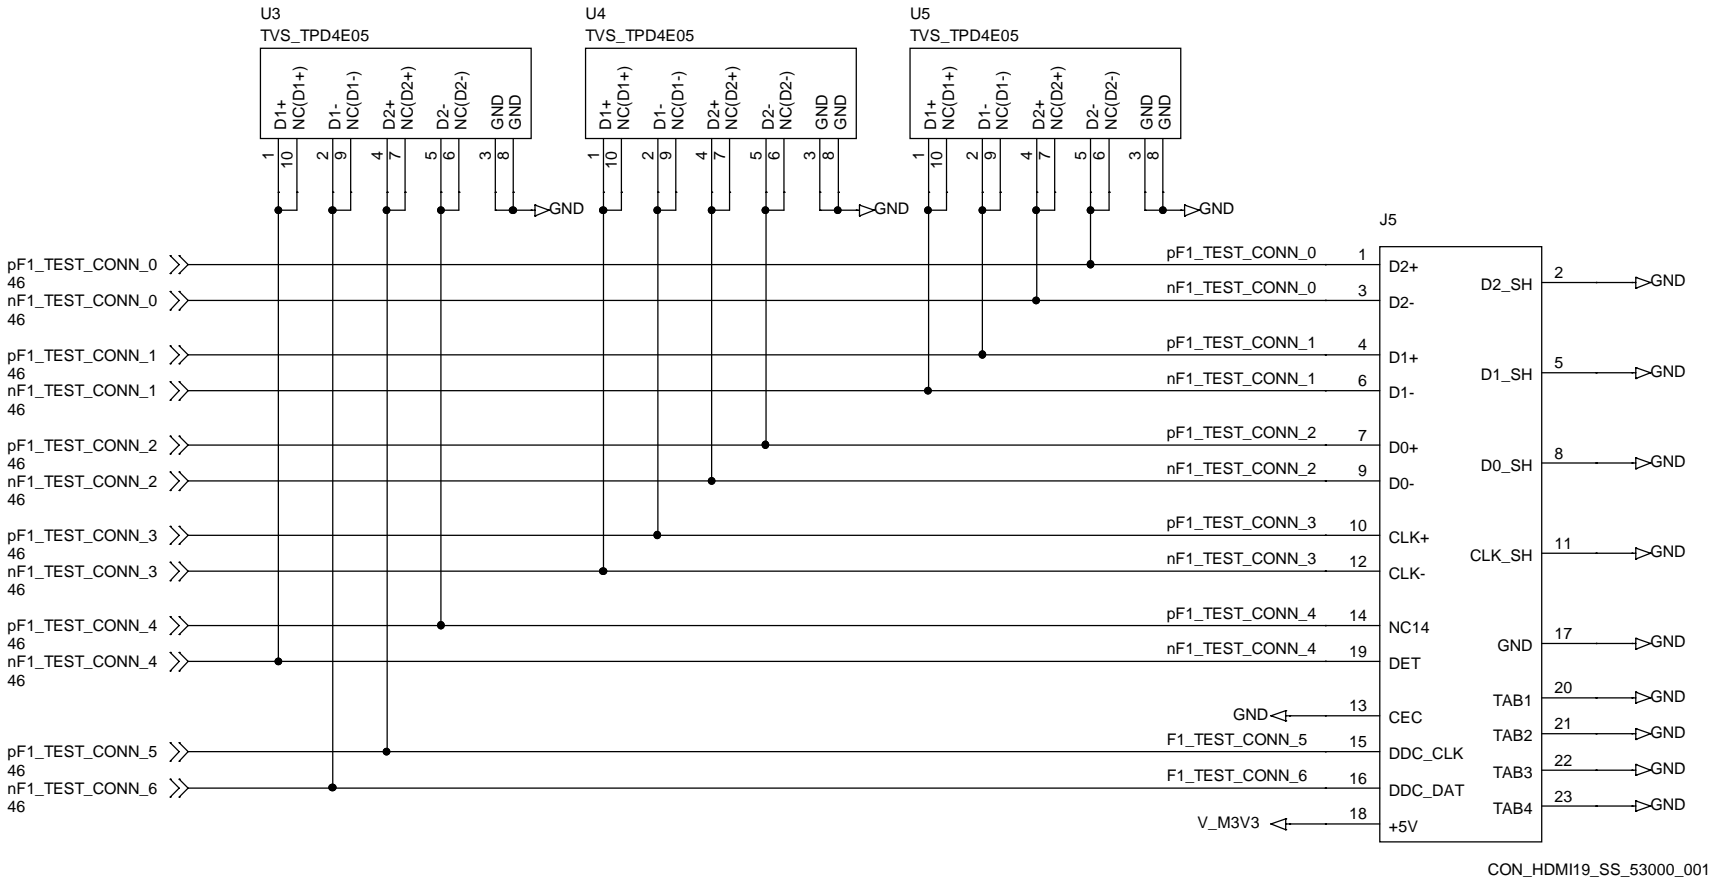 U3
TVS_TPD4E05
D1+
NC(D1+)
D1-
NC(D1-)
D2+
NC(D2+)
D2-
NC(D2-)
GND
GND
1
10
2
9
4
7
5
6
3
8
GND
U4
TVS_TPD4E05
D1+
NC(D1+)
D1-
NC(D1-)
D2+
NC(D2+)
D2-
NC(D2-)
GND
GND
1
10
2
9
4
7
5
6
3
8
GND
U5
TVS_TPD4E05
D1+
NC(D1+)
D1-
NC(D1-)
D2+
NC(D2+)
D2-
NC(D2-)
GND
GND
1
10
2
9
4
7
5
6
3
8
GND
pF1_TEST_CONN_0
46
nF1_TEST_CONN_0
46
pF1_TEST_CONN_1
46
nF1_TEST_CONN_1
46
pF1_TEST_CONN_2
46
nF1_TEST_CONN_2
46
pF1_TEST_CONN_3
46
nF1_TEST_CONN_3
46
pF1_TEST_CONN_4
46
nF1_TEST_CONN_4
46
pF1_TEST_CONN_5
46
nF1_TEST_CONN_6
46
J5
pF1_TEST_CONN_0 1 D2+
nF1_TEST_CONN_0 3 D2-
pF1_TEST_CONN_1 4 D1+
nF1_TEST_CONN_1 6 D1-
pF1_TEST_CONN_2 7 D0+
nF1_TEST_CONN_2 9 D0-
pF1_TEST_CONN_3 10 CLK+
nF1_TEST_CONN_3 12 CLK-
pF1_TEST_CONN_4 14 NC14
nF1_TEST_CONN_4 19 DET
GND 13 CEC
F1_TEST_CONN_5 15 DDC_CLK
F1_TEST_CONN_6 16 DDC_DAT
V_M3V3 18 +5V
D2_SH 2 GND
D1_SH 5 GND
D0_SH 8 GND
CLK_SH 11 GND
GND 17 GND
TAB1 20 GND
TAB2 21 GND
TAB3 22 GND
TAB4 23 GND
CON_HDMI19_SS_53000_001